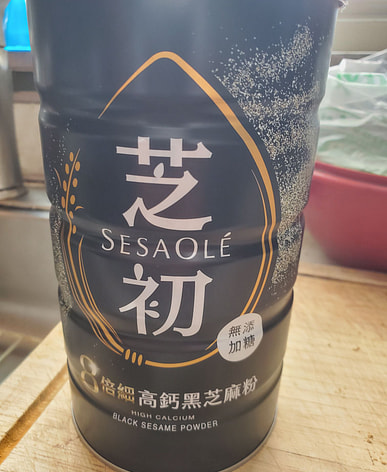 芝
SESAOLÉ
初
無添
加糖
8倍細高鈣黑芝麻粉
HIGH CALCIUM
BLACK SESAME POWDER